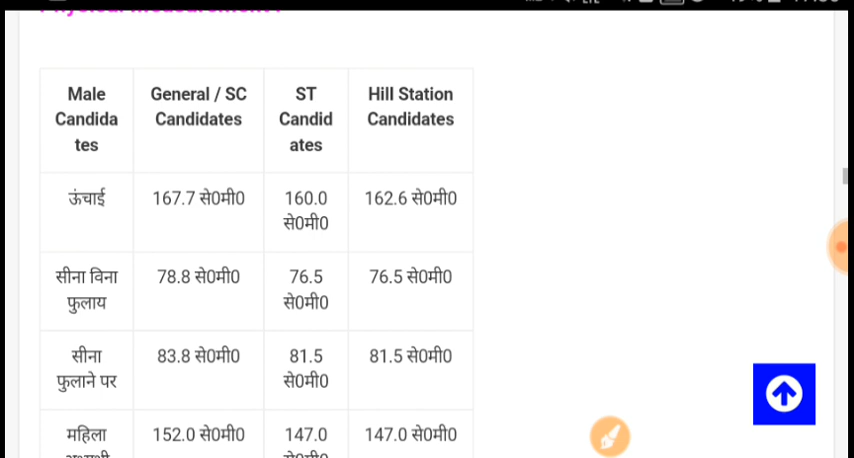 Male Candida tes
General / SC Candidates
ST Candid ates
Hill Station Candidates
ऊंचाई
167.7 से0मी0
160.0 से0मी0
162.6 से0मी0
सीना विना फुलाय
78.8 से0मी0
76.5 से0मी0
76.5 से0मी0
सीना फुलाने पर
83.8 से0मी0
81.5 से0मी0
81.5 से0मी0
महिला
152.0 से0मी0
147.0
147.0 से0मी0